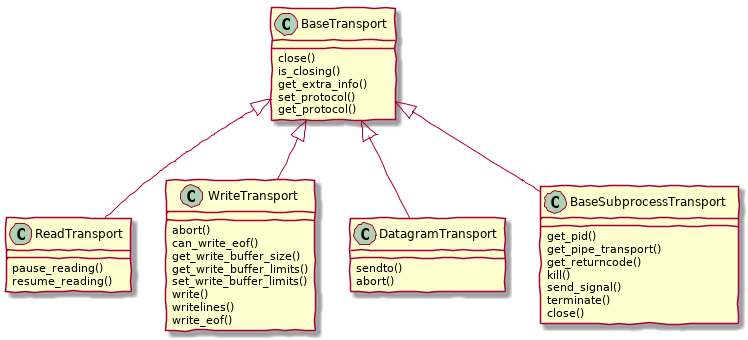 C BaseTransport
close()
is_closing()
get_extra_info()
set_protocol()
get_protocol()
C ReadTransport
pause_reading()
resume_reading()
C WriteTransport
abort()
can_write_eof()
get_write_buffer_size()
get_write_buffer_limits()
set_write_buffer_limits()
write()
writelines()
write_eof()
C DatagramTransport
sendto()
abort()
C BaseSubprocessTransport
get_pid()
get_pipe_transport()
get_returncode()
kill()
send_signal()
terminate()
close()